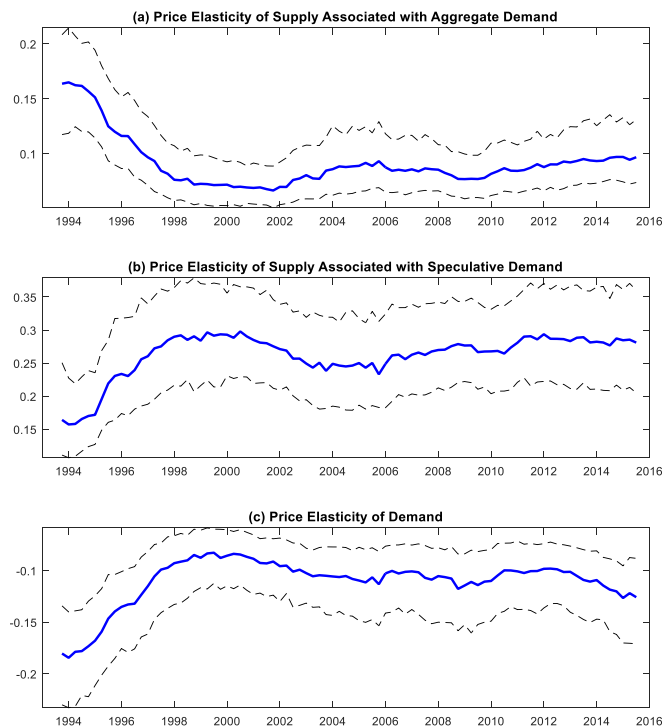 (a) Price Elasticity of Supply Associated with Aggregate Demand
0.2
0.15
0.1
1994 1996 1998 2000 2002 2004 2006 2008 2010 2012 2014 2016
(b) Price Elasticity of Supply Associated with Speculative Demand
0.35
0.3
0.25
0.2
0.15
1994 1996 1998 2000 2002 2004 2006 2008 2010 2012 2014 2016
(c) Price Elasticity of Demand
-0.1
-0.15
-0.2
1994 1996 1998 2000 2002 2004 2006 2008 2010 2012 2014 2016